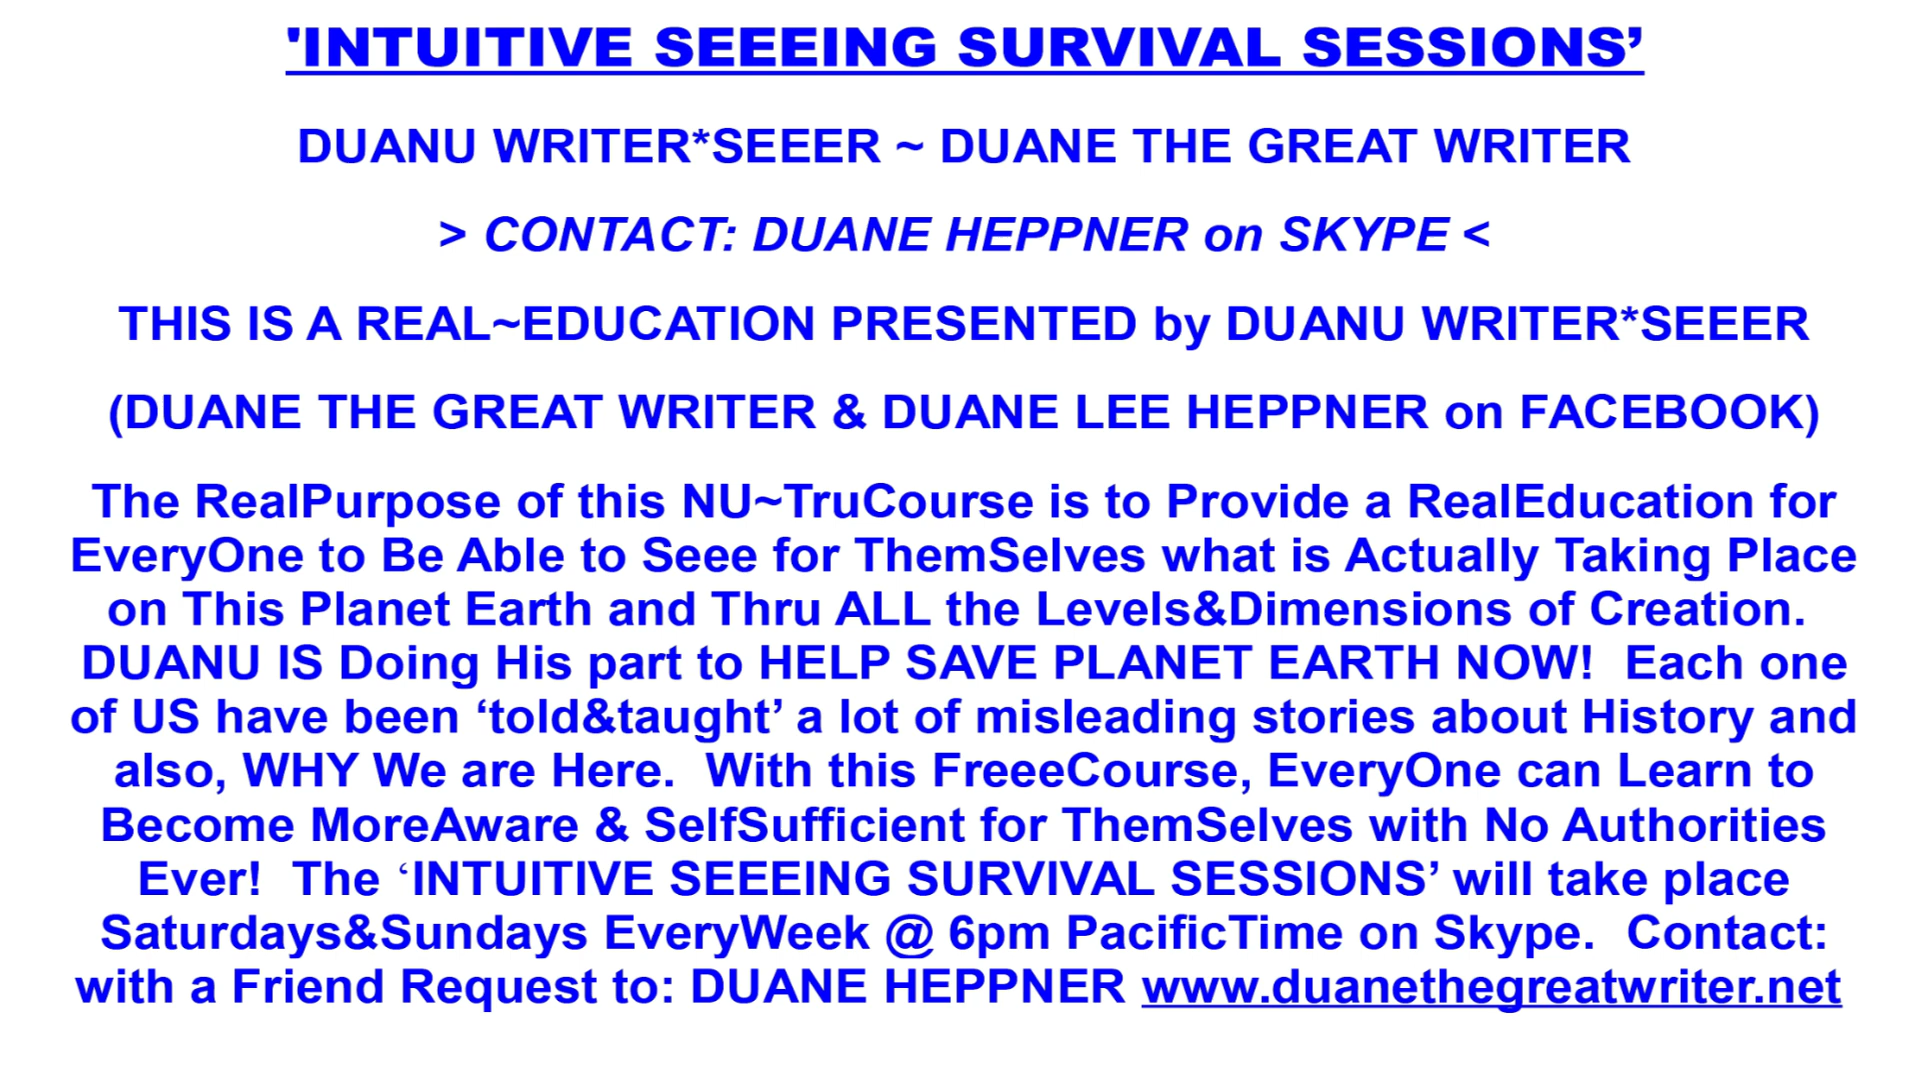 'INTUITIVE SEEEING SURVIVAL SESSIONS’
DUANU WRITER*SEEER ~ DUANE THE GREAT WRITER
> CONTACT: DUANE HEPPNER on SKYPE <
THIS IS A REAL~EDUCATION PRESENTED by DUANU WRITER*SEEER
(DUANE THE GREAT WRITER & DUANE LEE HEPPNER on FACEBOOK)
The RealPurpose of this NU~TruCourse is to Provide a RealEducation for
EveryOne to Be Able to Seee for ThemSelves what is Actually Taking Place
on This Planet Earth and Thru ALL the Levels&Dimensions of Creation.
DUANU IS Doing His part to HELP SAVE PLANET EARTH NOW!  Each one
of US have been ‘told&taught’ a lot of misleading stories about History and
also, WHY We are Here.  With this FreeeCourse, EveryOne can Learn to
Become MoreAware & SelfSufficient for ThemSelves with No Authorities
Ever!  The ‘INTUITIVE SEEEING SURVIVAL SESSIONS’ will take place
Saturdays&Sundays EveryWeek @ 6pm PacificTime on Skype.  Contact:
with a Friend Request to: DUANE HEPPNER www.duanethegreatwriter.net